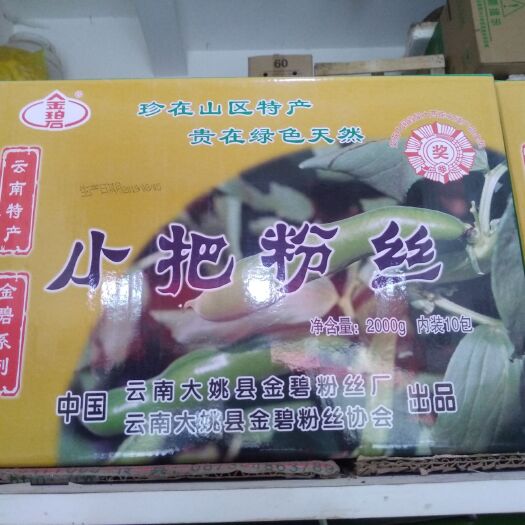 60
金碧
®
珍在山区特产
贵在绿色天然
奖
云南特产
金碧系列
小把粉丝
净含量：2000g 内装10包
中国 云南大姚县金碧粉丝厂 出品
云南大姚县金碧粉丝协会